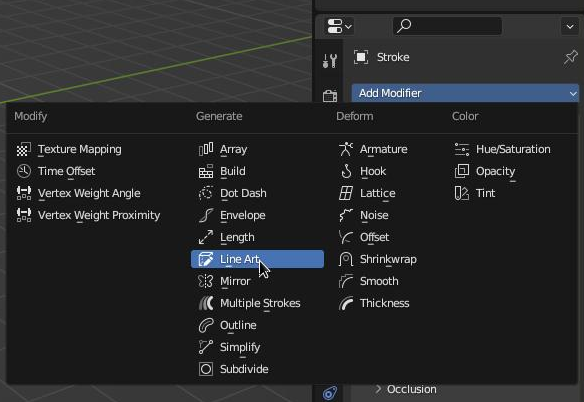 Stroke
Add Modifier
Modify
Texture Mapping
Time Offset
Vertex Weight Angle
Vertex Weight Proximity
Generate
Array
Build
Dot Dash
Envelope
Length
Line Art
Mirror
Multiple Strokes
Outline
Simplify
Subdivide
Deform
Armature
Hook
Lattice
Noise
Offset
Shrinkwrap
Smooth
Thickness
Color
Hue/Saturation
Opacity
Tint
Occlusion